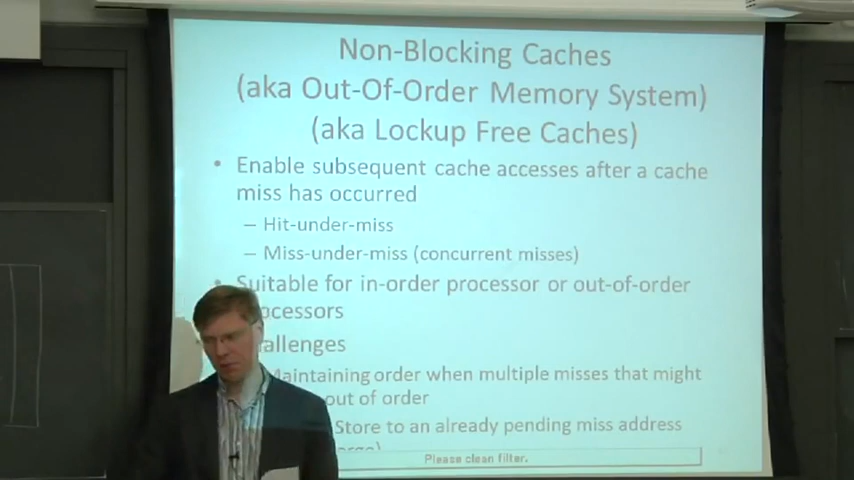 Non-Blocking Caches
(aka Out-Of-Order Memory System)
(aka Lockup Free Caches)
• Enable subsequent cache accesses after a cache
miss has occurred
– Hit-under-miss
– Miss-under-miss (concurrent misses)
Suitable for in-order processor or out-of-order
ocessors
allenges
Maintaining order when multiple misses that might
out of order
Store to an already pending miss address
Please clean filter.